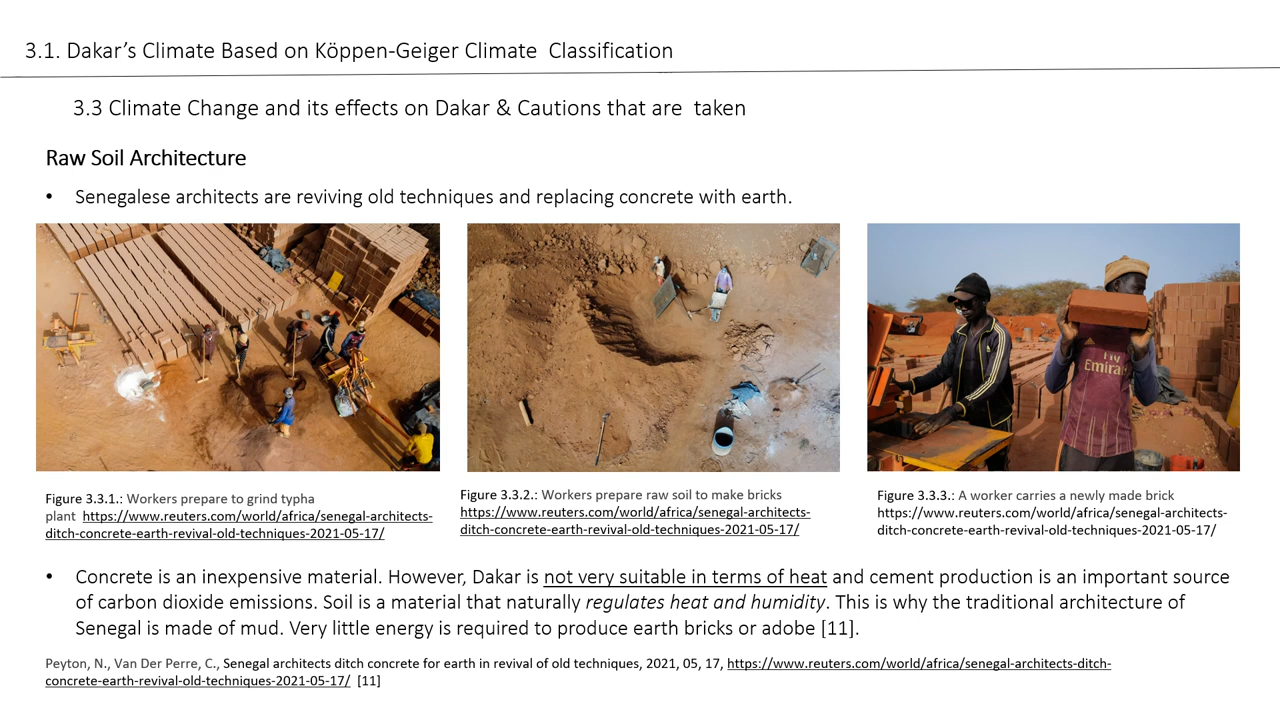 3.1. Dakar’s Climate Based on Köppen-Geiger Climate  Classification
3.3 Climate Change and its effects on Dakar & Cautions that are  taken
Raw Soil Architecture
• Senegalese architects are reviving old techniques and replacing concrete with earth.
Fly
Emirat
Figure 3.3.1.: Workers prepare to grind typha
plant  https://www.reuters.com/world/africa/senegal-architects-
ditch-concrete-earth-revival-old-techniques-2021-05-17/
Figure 3.3.2.: Workers prepare raw soil to make bricks
https://www.reuters.com/world/africa/senegal-architects-
ditch-concrete-earth-revival-old-techniques-2021-05-17/
Figure 3.3.3.: A worker carries a newly made brick
https://www.reuters.com/world/africa/senegal-architects-
ditch-concrete-earth-revival-old-techniques-2021-05-17/
• Concrete is an inexpensive material. However, Dakar is not very suitable in terms of heat and cement production is an important source
of carbon dioxide emissions. Soil is a material that naturally regulates heat and humidity. This is why the traditional architecture of
Senegal is made of mud. Very little energy is required to produce earth bricks or adobe [11].
Peyton, N., Van Der Perre, C., Senegal architects ditch concrete for earth in revival of old techniques, 2021, 05, 17, https://www.reuters.com/world/africa/senegal-architects-ditch-
concrete-earth-revival-old-techniques-2021-05-17/  [11]